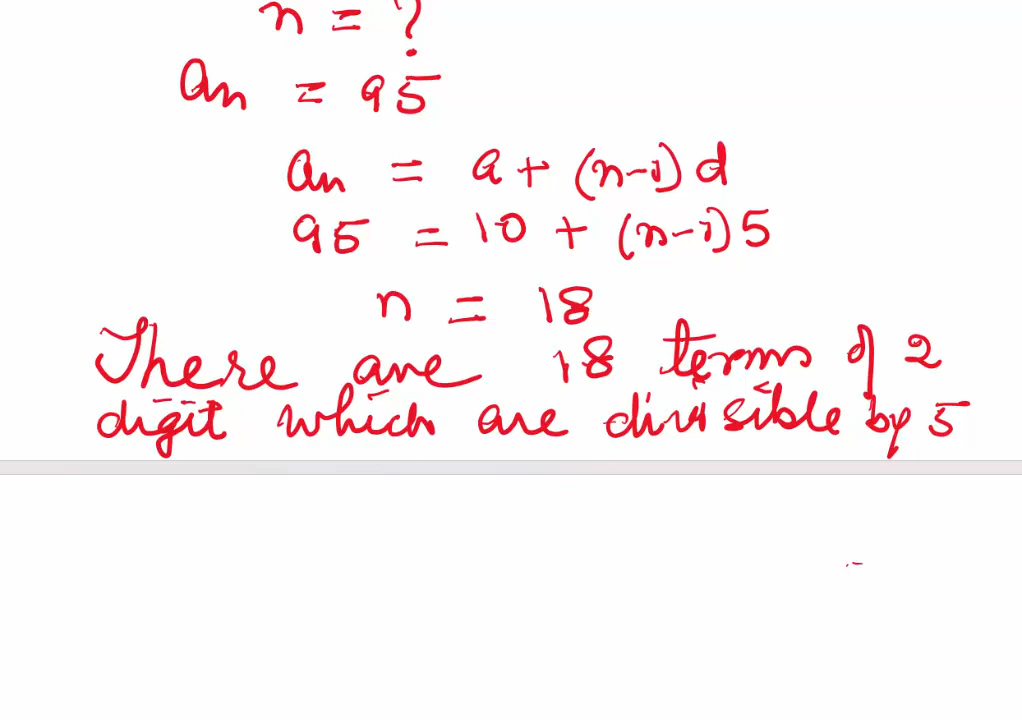 n = ?
an = 95
an = a + (n-1) d
95 = 10 + (n-1) 5
n = 18
There are 18 terms of 2
digit which are divisible by 5